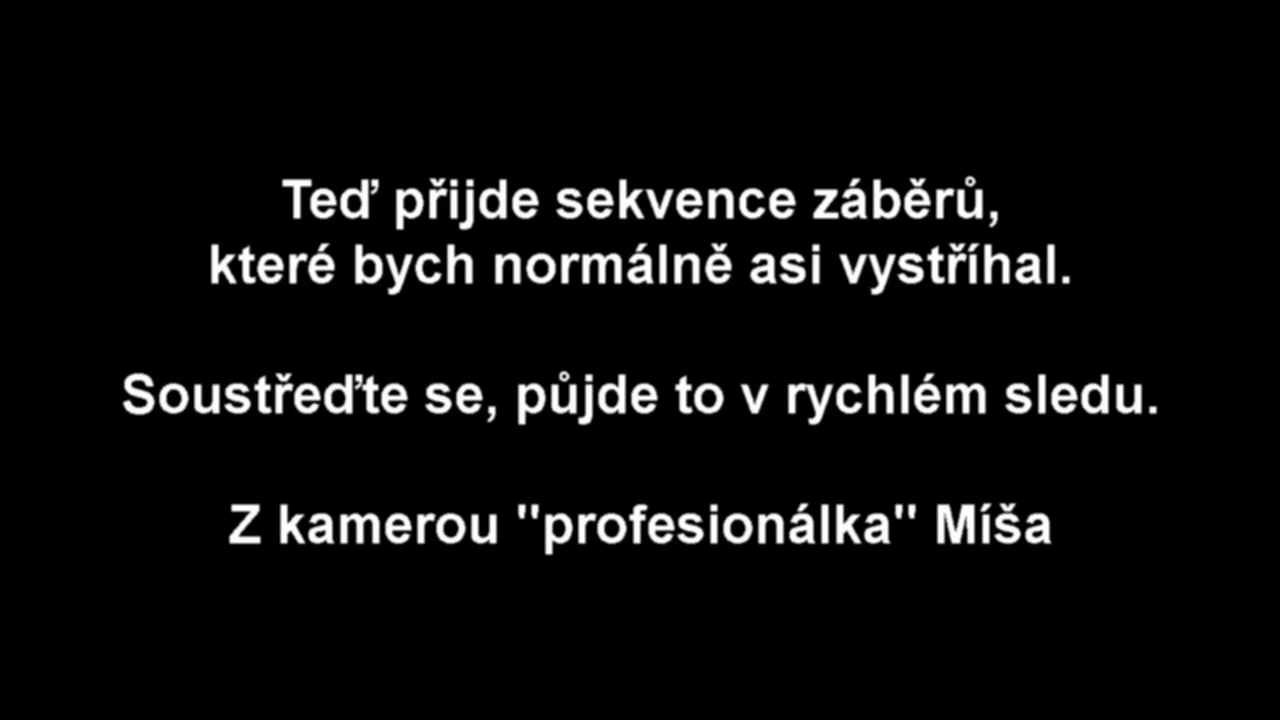 Teď přijde sekvence záběrů,
které bych normálně asi vystříhal.
Soustřeďte se, půjde to v rychlém sledu.
Z kamerou "profesionálka" Míša